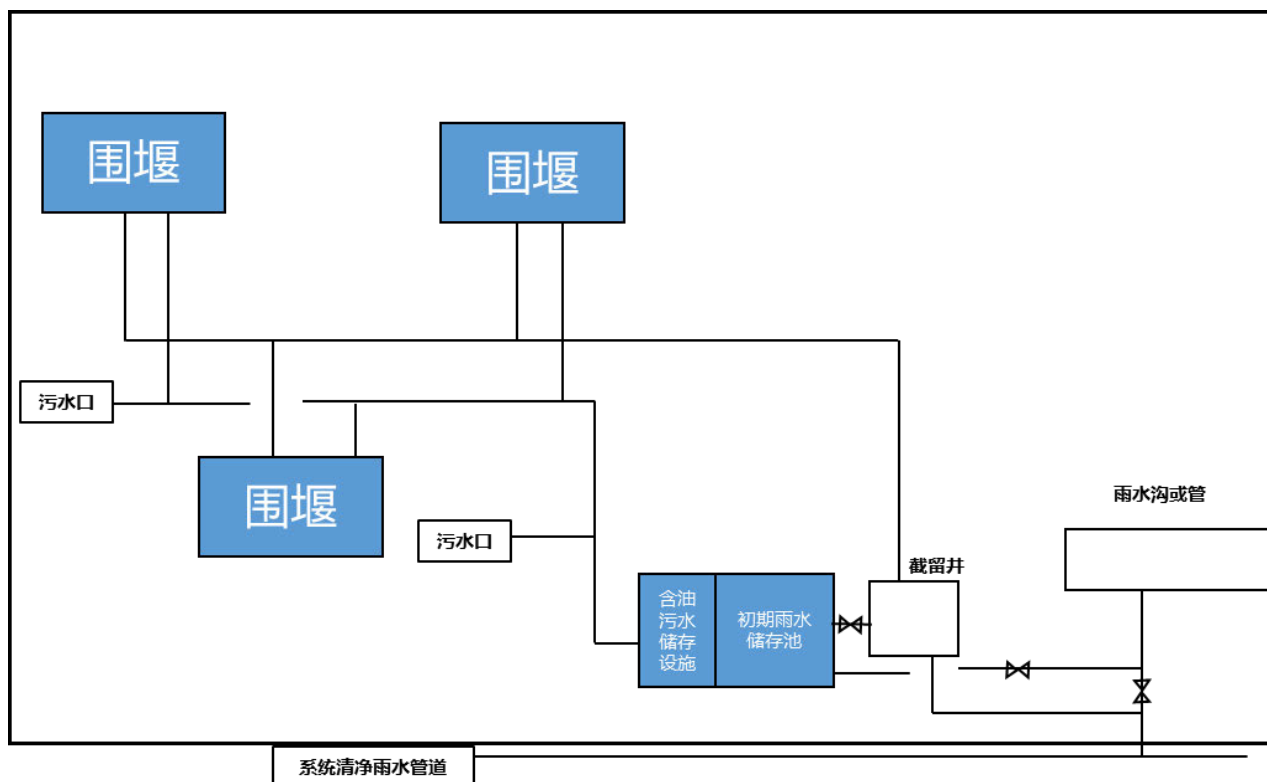 围堰
围堰
污水口
围堰
污水口
雨水沟或管
截留井
含油
污水
储存
设施
初期雨水
储存池
系统清净雨水管道